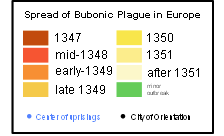 Spread of Bubonic Plague in Europe
1347
mid-1348
early-1349
late 1349
1350
1351
after 1351
minor
outbreak
Center of uprisings
City of Orientation